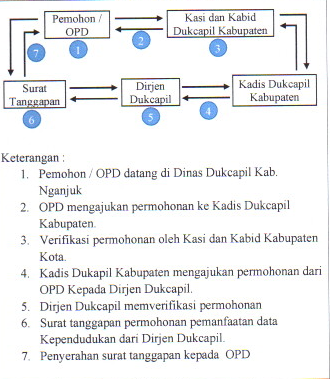 Pemohon /
OPD
Kasi dan Kabid
Dukcapil Kabupaten
7
1
2
3
Surat
Tanggapan
Dirjen
Dukcapil
Kadis Dukcapil
Kabupaten
6
5
4
Keterangan :
1. Pemohon / OPD datang di Dinas Dukcapil Kab.
Nganjuk
2. OPD mengajukan permohonan ke Kadis Dukcapil
Kabupaten.
3. Verifikasi permohonan oleh Kasi dan Kabid Kabupaten
Kota.
4. Kadis Dukapil Kabupaten mengajukan permohonan dari
OPD Kepada Dirjen Dukcapil.
5. Dirjen Dukcapil memverifikasi permohonan
6. Surat tanggapan permohonan pemanfaatan data
Kependudukan dari Dirjen Dukcapil.
7. Penyerahan surat tanggapan kepada OPD